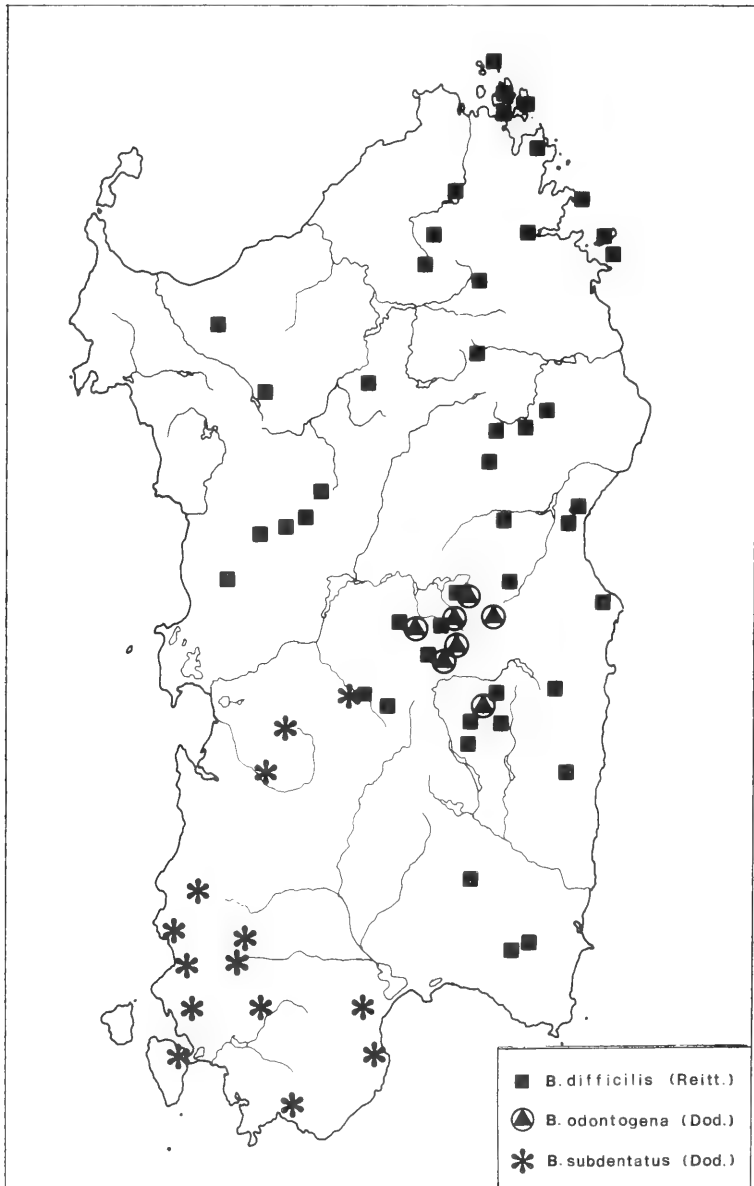 B. difficilis (Reitt.)
B. odontogena (Dod.)
B. subdentatus (Dod.)